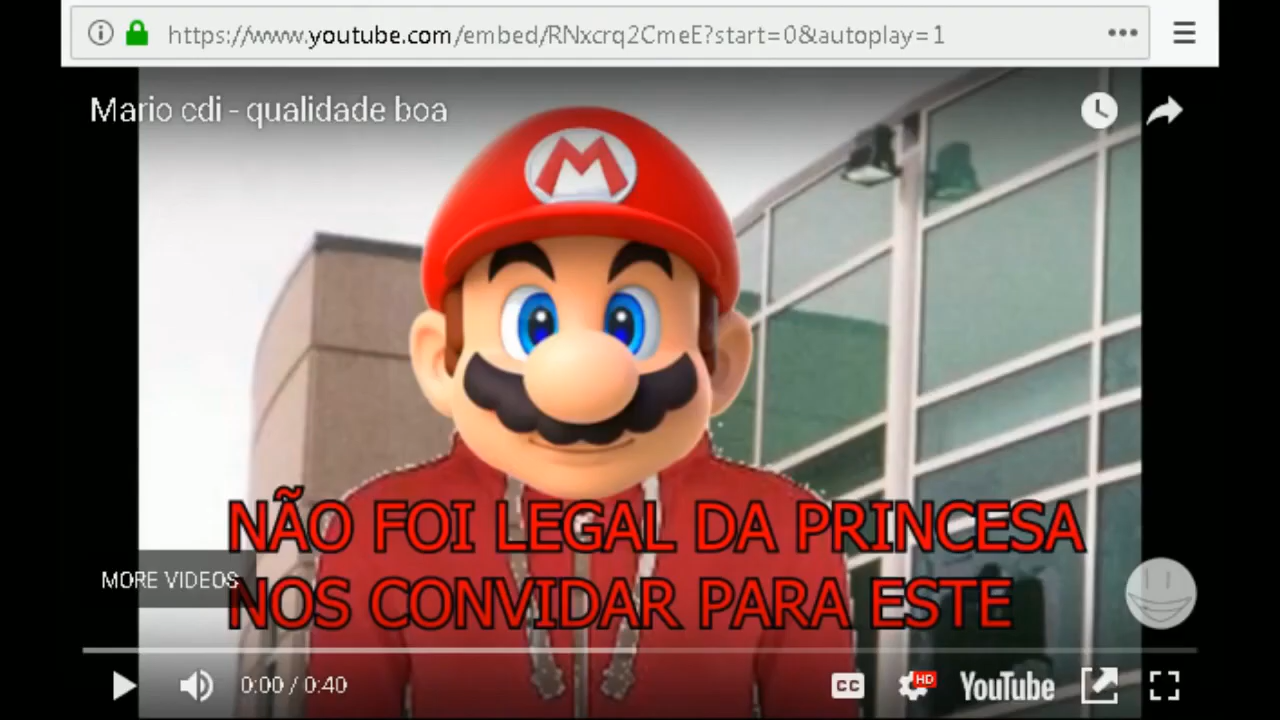 https://www.youtube.com/embed/RNxcrq2CmeE?start=0&autoplay=1
Mario cdi - qualidade boa
M
NÃO FOI LEGAL DA PRINCESA
MORE VIDEOS
NOS CONVIDAR PARA ESTE
0:00 / 0:40
CC
HD
YouTube